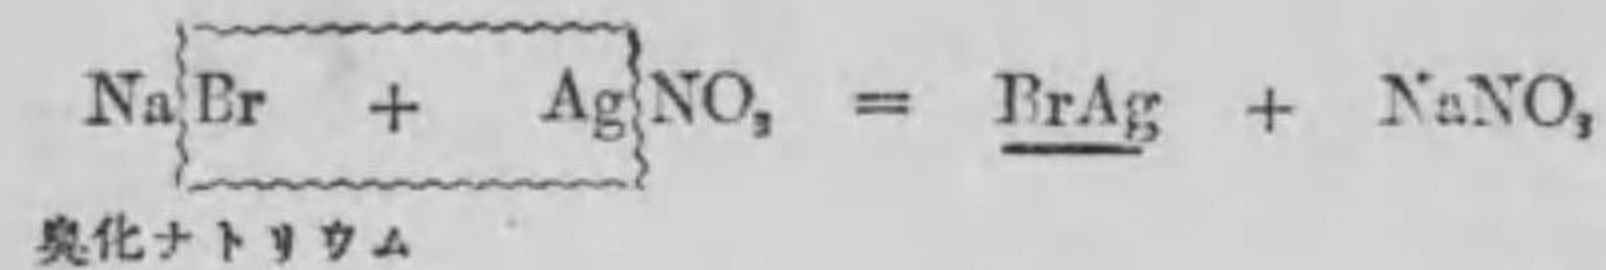 NaBr + AgNO₃ = BrAg + NaNO₃
臭化ナトリウム